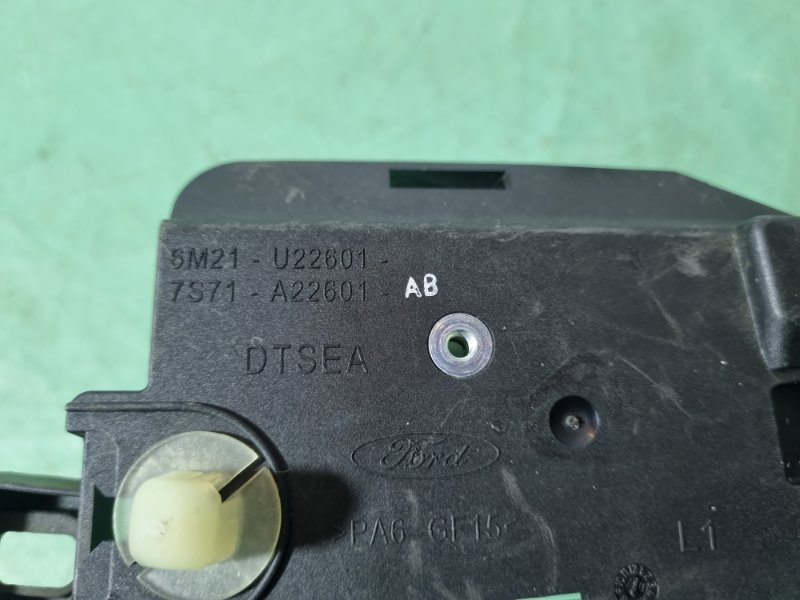 6M21 - U22601 -
7S71 - A22601 - AB
DTSEA
Ford
PA6 GF15
L1